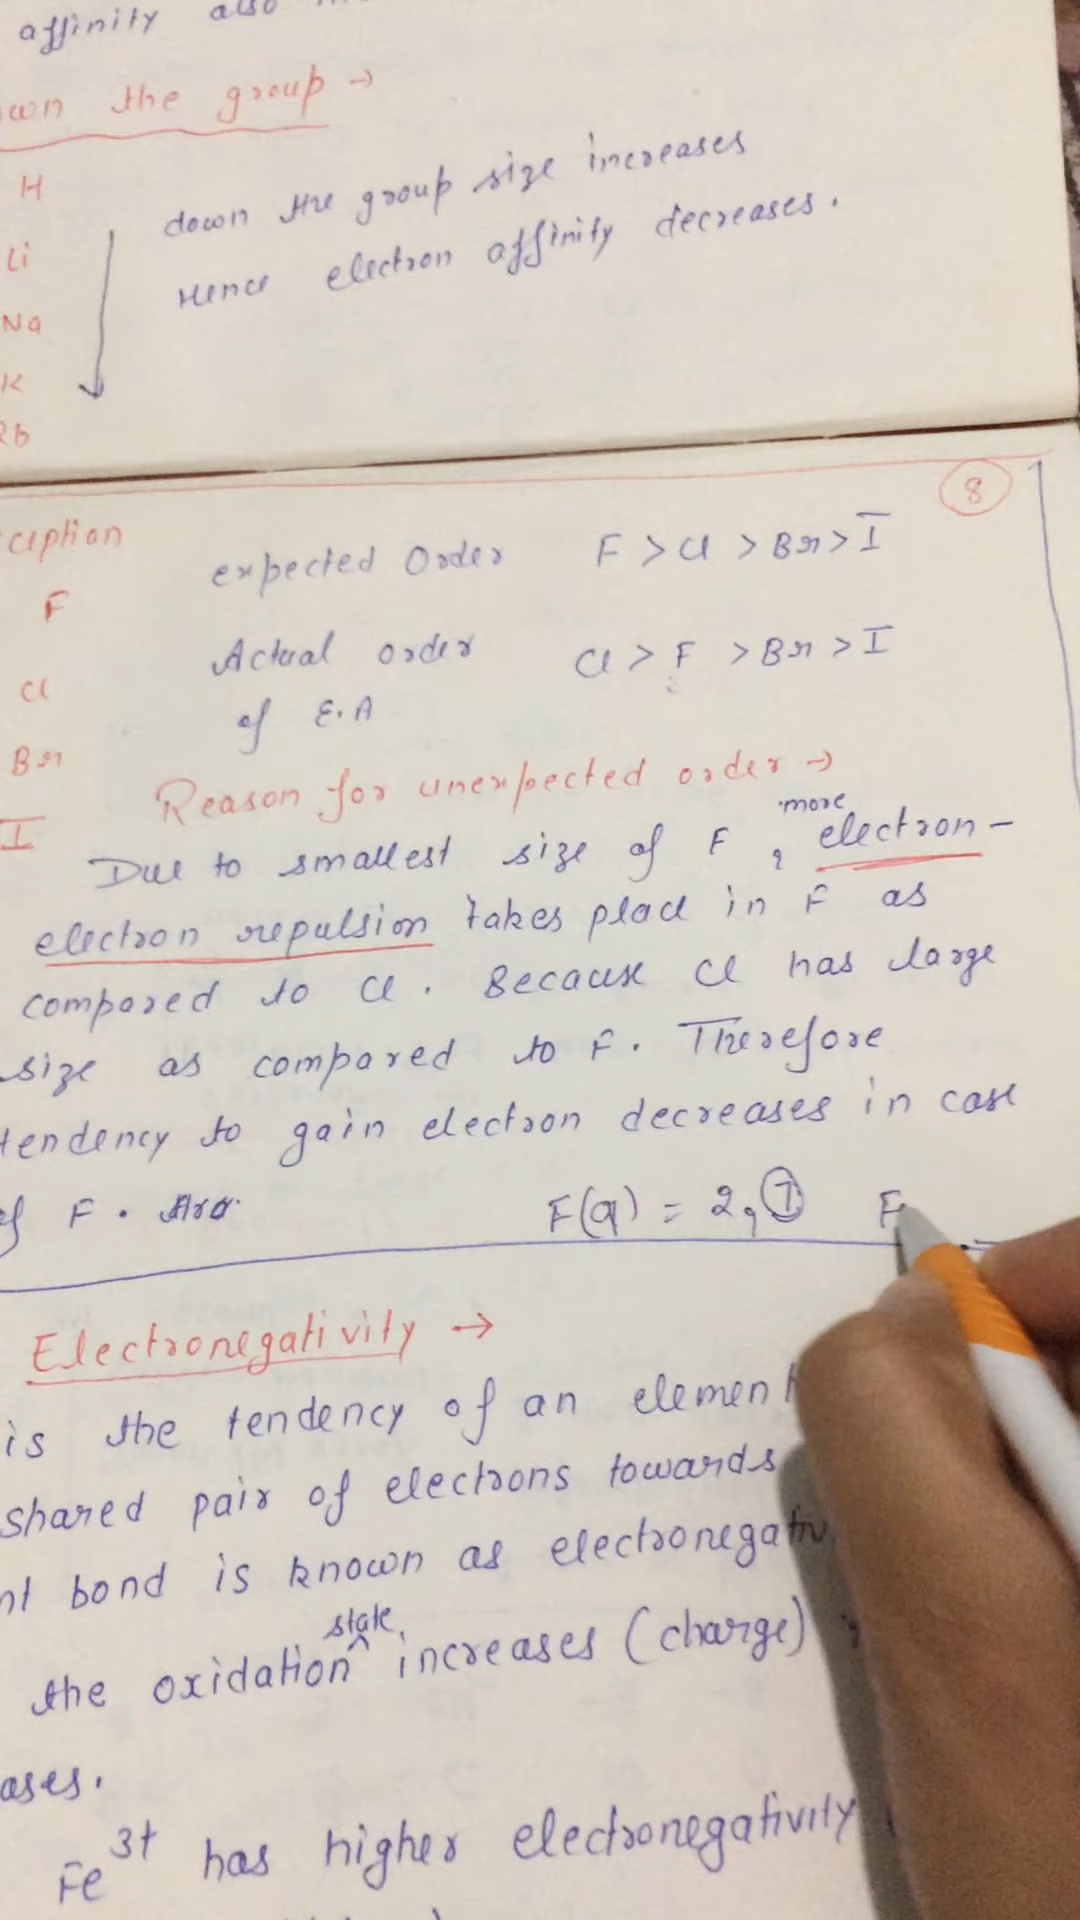 affinity also
own the group →
H
Li
Na
K
Rb
down the group size increases
Hence electron affinity decreases.
8
ception
F
Cl
Br
I
expected Order F > Cl > Br > I
Actual order Cl > F > Br > I
of E.A
Reason for unexpected order →
Due to smallest size of F, more electron-
electron repulsion takes place in F as
compared to Cl. Because Cl has large
size as compared to F. Therefore
tendency to gain electron decreases in case
of F.
F(9) = 2, 7 F
Electronegativity →
is the tendency of an element
shared pair of electrons towards
nt bond is known as electronegativ
the oxidation state increases (charge)
ases.
Fe3+ has higher electronegativity